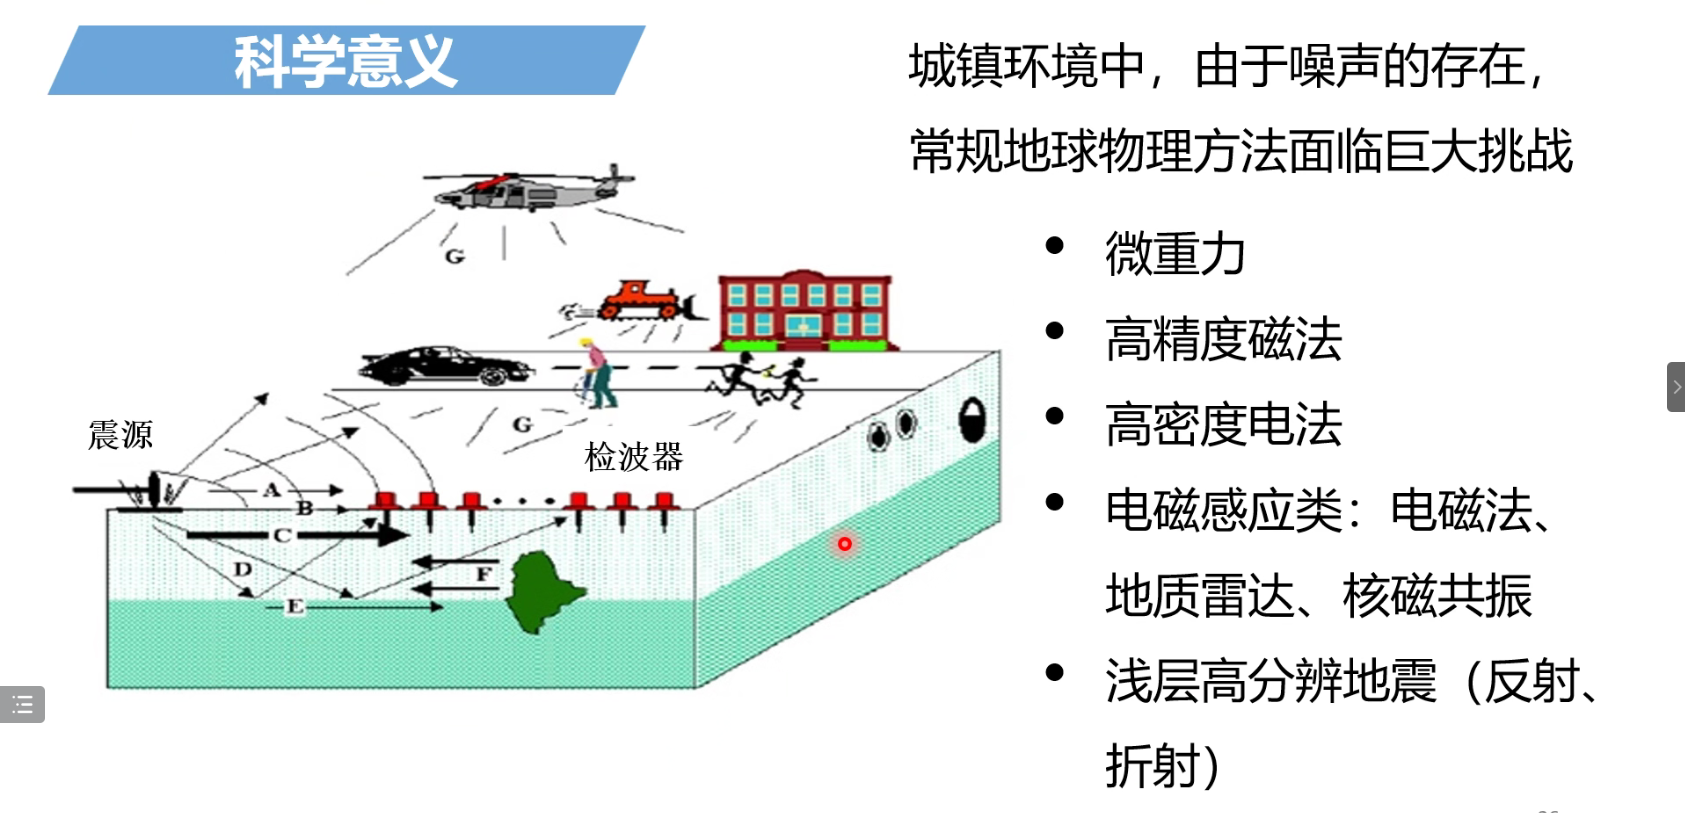 科学意义
城镇环境中，由于噪声的存在，
常规地球物理方法面临巨大挑战
• 微重力
• 高精度磁法
• 高密度电法
• 电磁感应类：电磁法、
地质雷达、核磁共振
• 浅层高分辨地震（反射、
折射）
G
G
震源
检波器
A
B
C
D
E
F